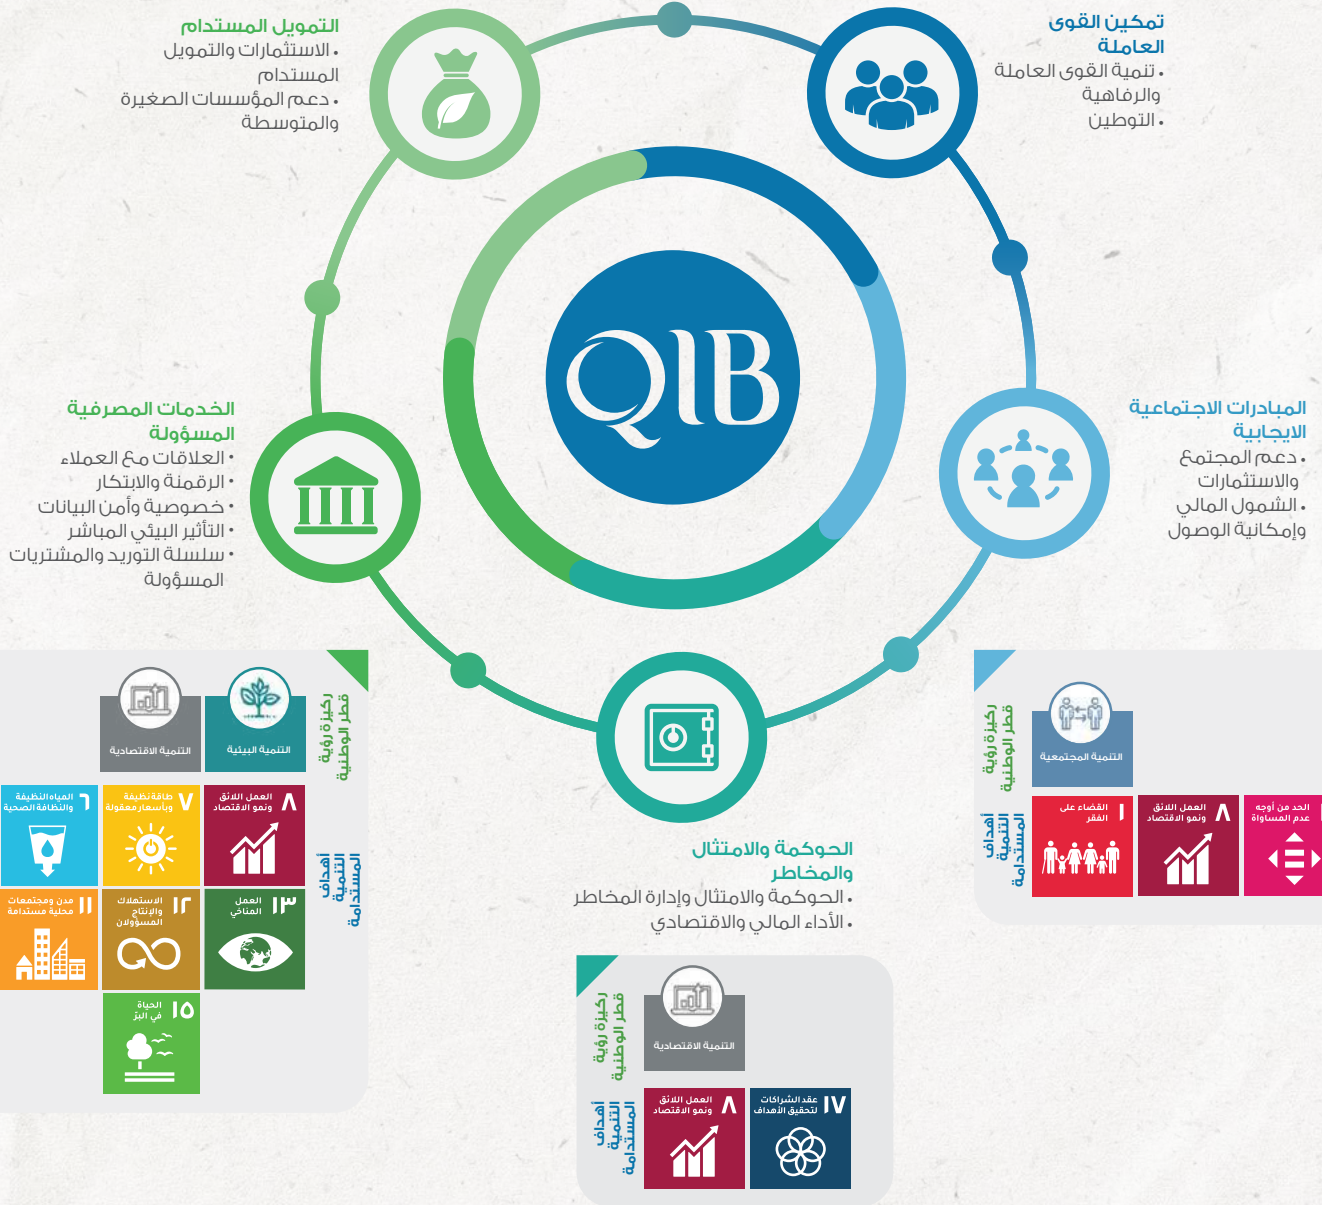 تمكين القوى
العاملة
• تنمية القوى العاملة
والرفاهية
• التوطين
التمويل المستدام
• الاستثمارات والتمويل
المستدام
• دعم المؤسسات الصغيرة
والمتوسطة
QIB
المبادرات الاجتماعية
الايجابية
• دعم المجتمع
والاستثمارات
• الشمول المالي
وإمكانية الوصول
الخدمات المصرفية
المسؤولة
• العلاقات مع العملاء
• الرقمنة والابتكار
• خصوصية وأمن البيانات
• التأثير البيئي المباشر
• سلسلة التوريد والمشتريات
المسؤولة
الحوكمة والامتثال
والمخاطر
• الحوكمة والامتثال وإدارة المخاطر
• الأداء المالي والاقتصادي
ركيزة رؤية
قطر الوطنية
التنمية المجتمعية
أهداف
التنمية
المستدامة
الحد من أوجه
عدم المساواة
٨ العمل اللائق
ونمو الاقتصاد
١ القضاء على
الفقر
ركيزة رؤية
قطر الوطنية
التنمية البيئية
التنمية الاقتصادية
أهداف
التنمية
المستدامة
٨ العمل اللائق
ونمو الاقتصاد
٧ طاقة نظيفة
وبأسعار معقولة
٦ المياه النظيفة
والنظافة الصحية
١٣ العمل
المناخي
١٢ الاستهلاك
والإنتاج
المسؤولان
١١ مدن ومجتمعات
محلية مستدامة
١٥ الحياة
في البرّ
ركيزة رؤية
قطر الوطنية
التنمية الاقتصادية
أهداف
التنمية
المستدامة
١٧ عقد الشراكات
لتحقيق الأهداف
٨ العمل اللائق
ونمو الاقتصاد